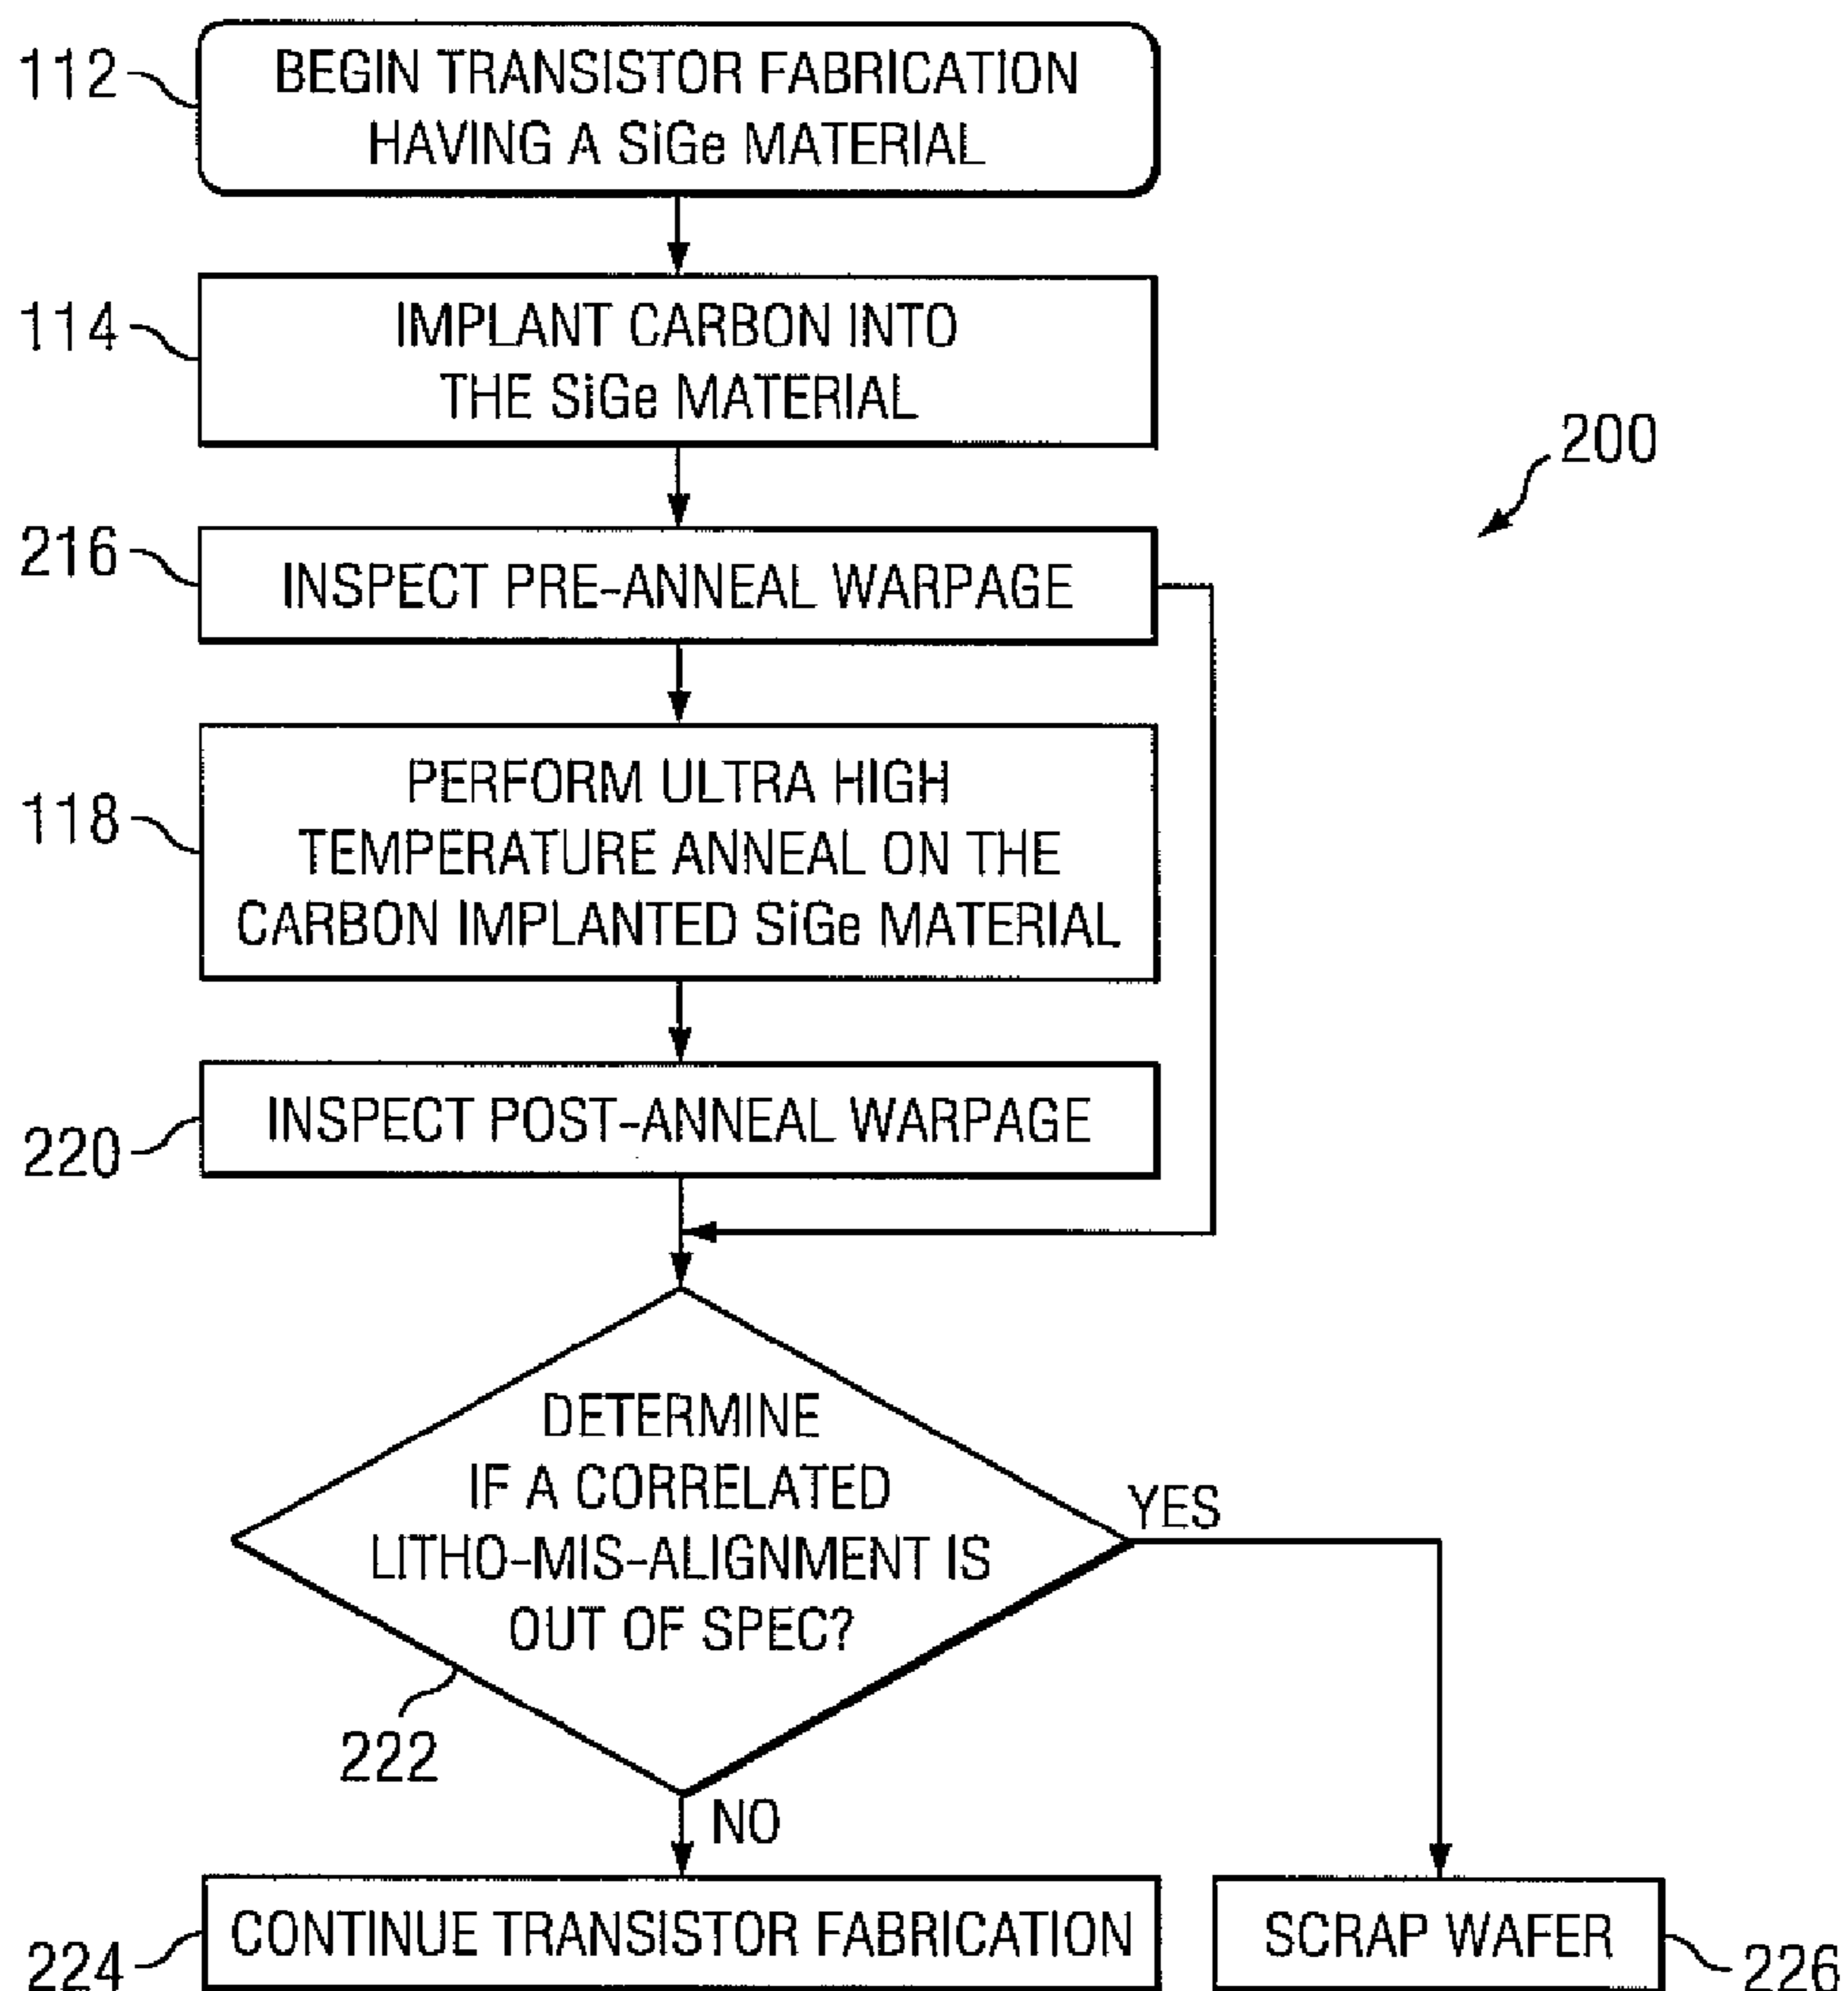 112
BEGIN TRANSISTOR FABRICATION
HAVING A SiGe MATERIAL
114
IMPLANT CARBON INTO
THE SiGe MATERIAL
200
216
INSPECT PRE-ANNEAL WARPAGE
118
PERFORM ULTRA HIGH
TEMPERATURE ANNEAL ON THE
CARBON IMPLANTED SiGe MATERIAL
220
INSPECT POST-ANNEAL WARPAGE
DETERMINE
IF A CORRELATED
LITHO-MIS-ALIGNMENT IS
OUT OF SPEC?
YES
222
NO
224
CONTINUE TRANSISTOR FABRICATION
SCRAP WAFER
226